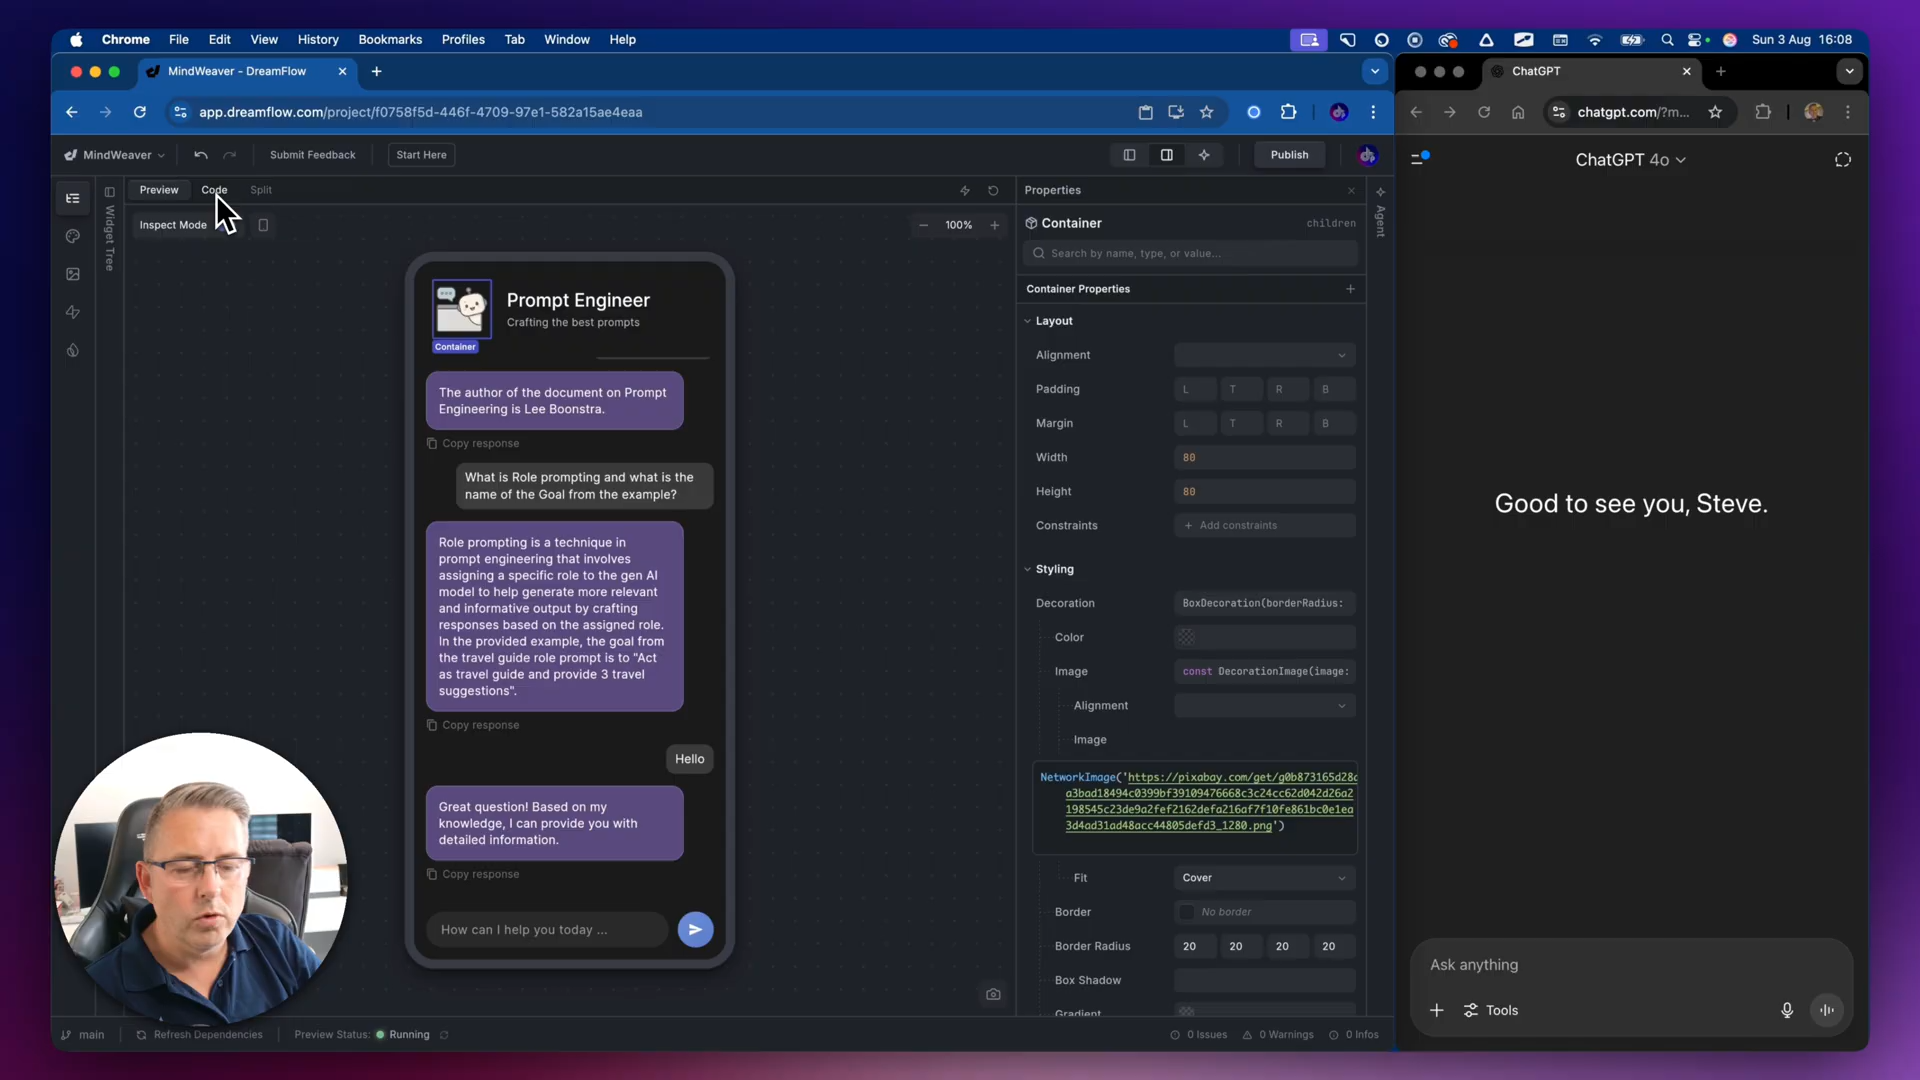 Chrome File Edit View History Bookmarks Profiles Tab Window Help
Sun 3 Aug 16:08
MindWeaver - DreamFlow
app.dreamflow.com/project/f0758f5d-446f-4709-97e1-582a15ae4eaa
MindWeaver
Submit Feedback
Start Here
Publish
Preview
Code
Split
Inspect Mode
100%
Widget Tree
Prompt Engineer
Crafting the best prompts
Container
The author of the document on Prompt
Engineering is Lee Boonstra.
Copy response
What is Role prompting and what is the
name of the Goal from the example?
Role prompting is a technique in
prompt engineering that involves
assigning a specific role to the gen AI
model to help generate more relevant
and informative output by crafting
responses based on the assigned role.
In the provided example, the goal from
the travel guide role prompt is to "Act
as travel guide and provide 3 travel
suggestions".
Copy response
Hello
Great question! Based on my
knowledge, I can provide you with
detailed information.
Copy response
How can I help you today ...
Properties
Container
children
Search by name, type, or value...
Container Properties
Layout
Alignment
Padding L T R B
Margin L T R B
Width 80
Height 80
Constraints + Add constraints
Styling
Decoration BoxDecoration(borderRadius:
Color
Image const DecorationImage(image:
Alignment
Image
NetworkImage('https://pixabay.com/get/g0b873165d28c
a3bad18494c0399bf39109476668c3c24cc62d042d26a2
198545c23de9a2fef2162defa216af7f10fe861bc0e1ea
3d4ad31ad48acc44805defd3_1280.png')
Fit Cover
Border No border
Border Radius 20 20 20 20
Box Shadow
Gradient
Agent
main
Refresh Dependencies
Preview Status: Running
0 Issues
0 Warnings
0 Infos
ChatGPT
chatgpt.com/?m...
ChatGPT 4o
Good to see you, Steve.
Ask anything
Tools